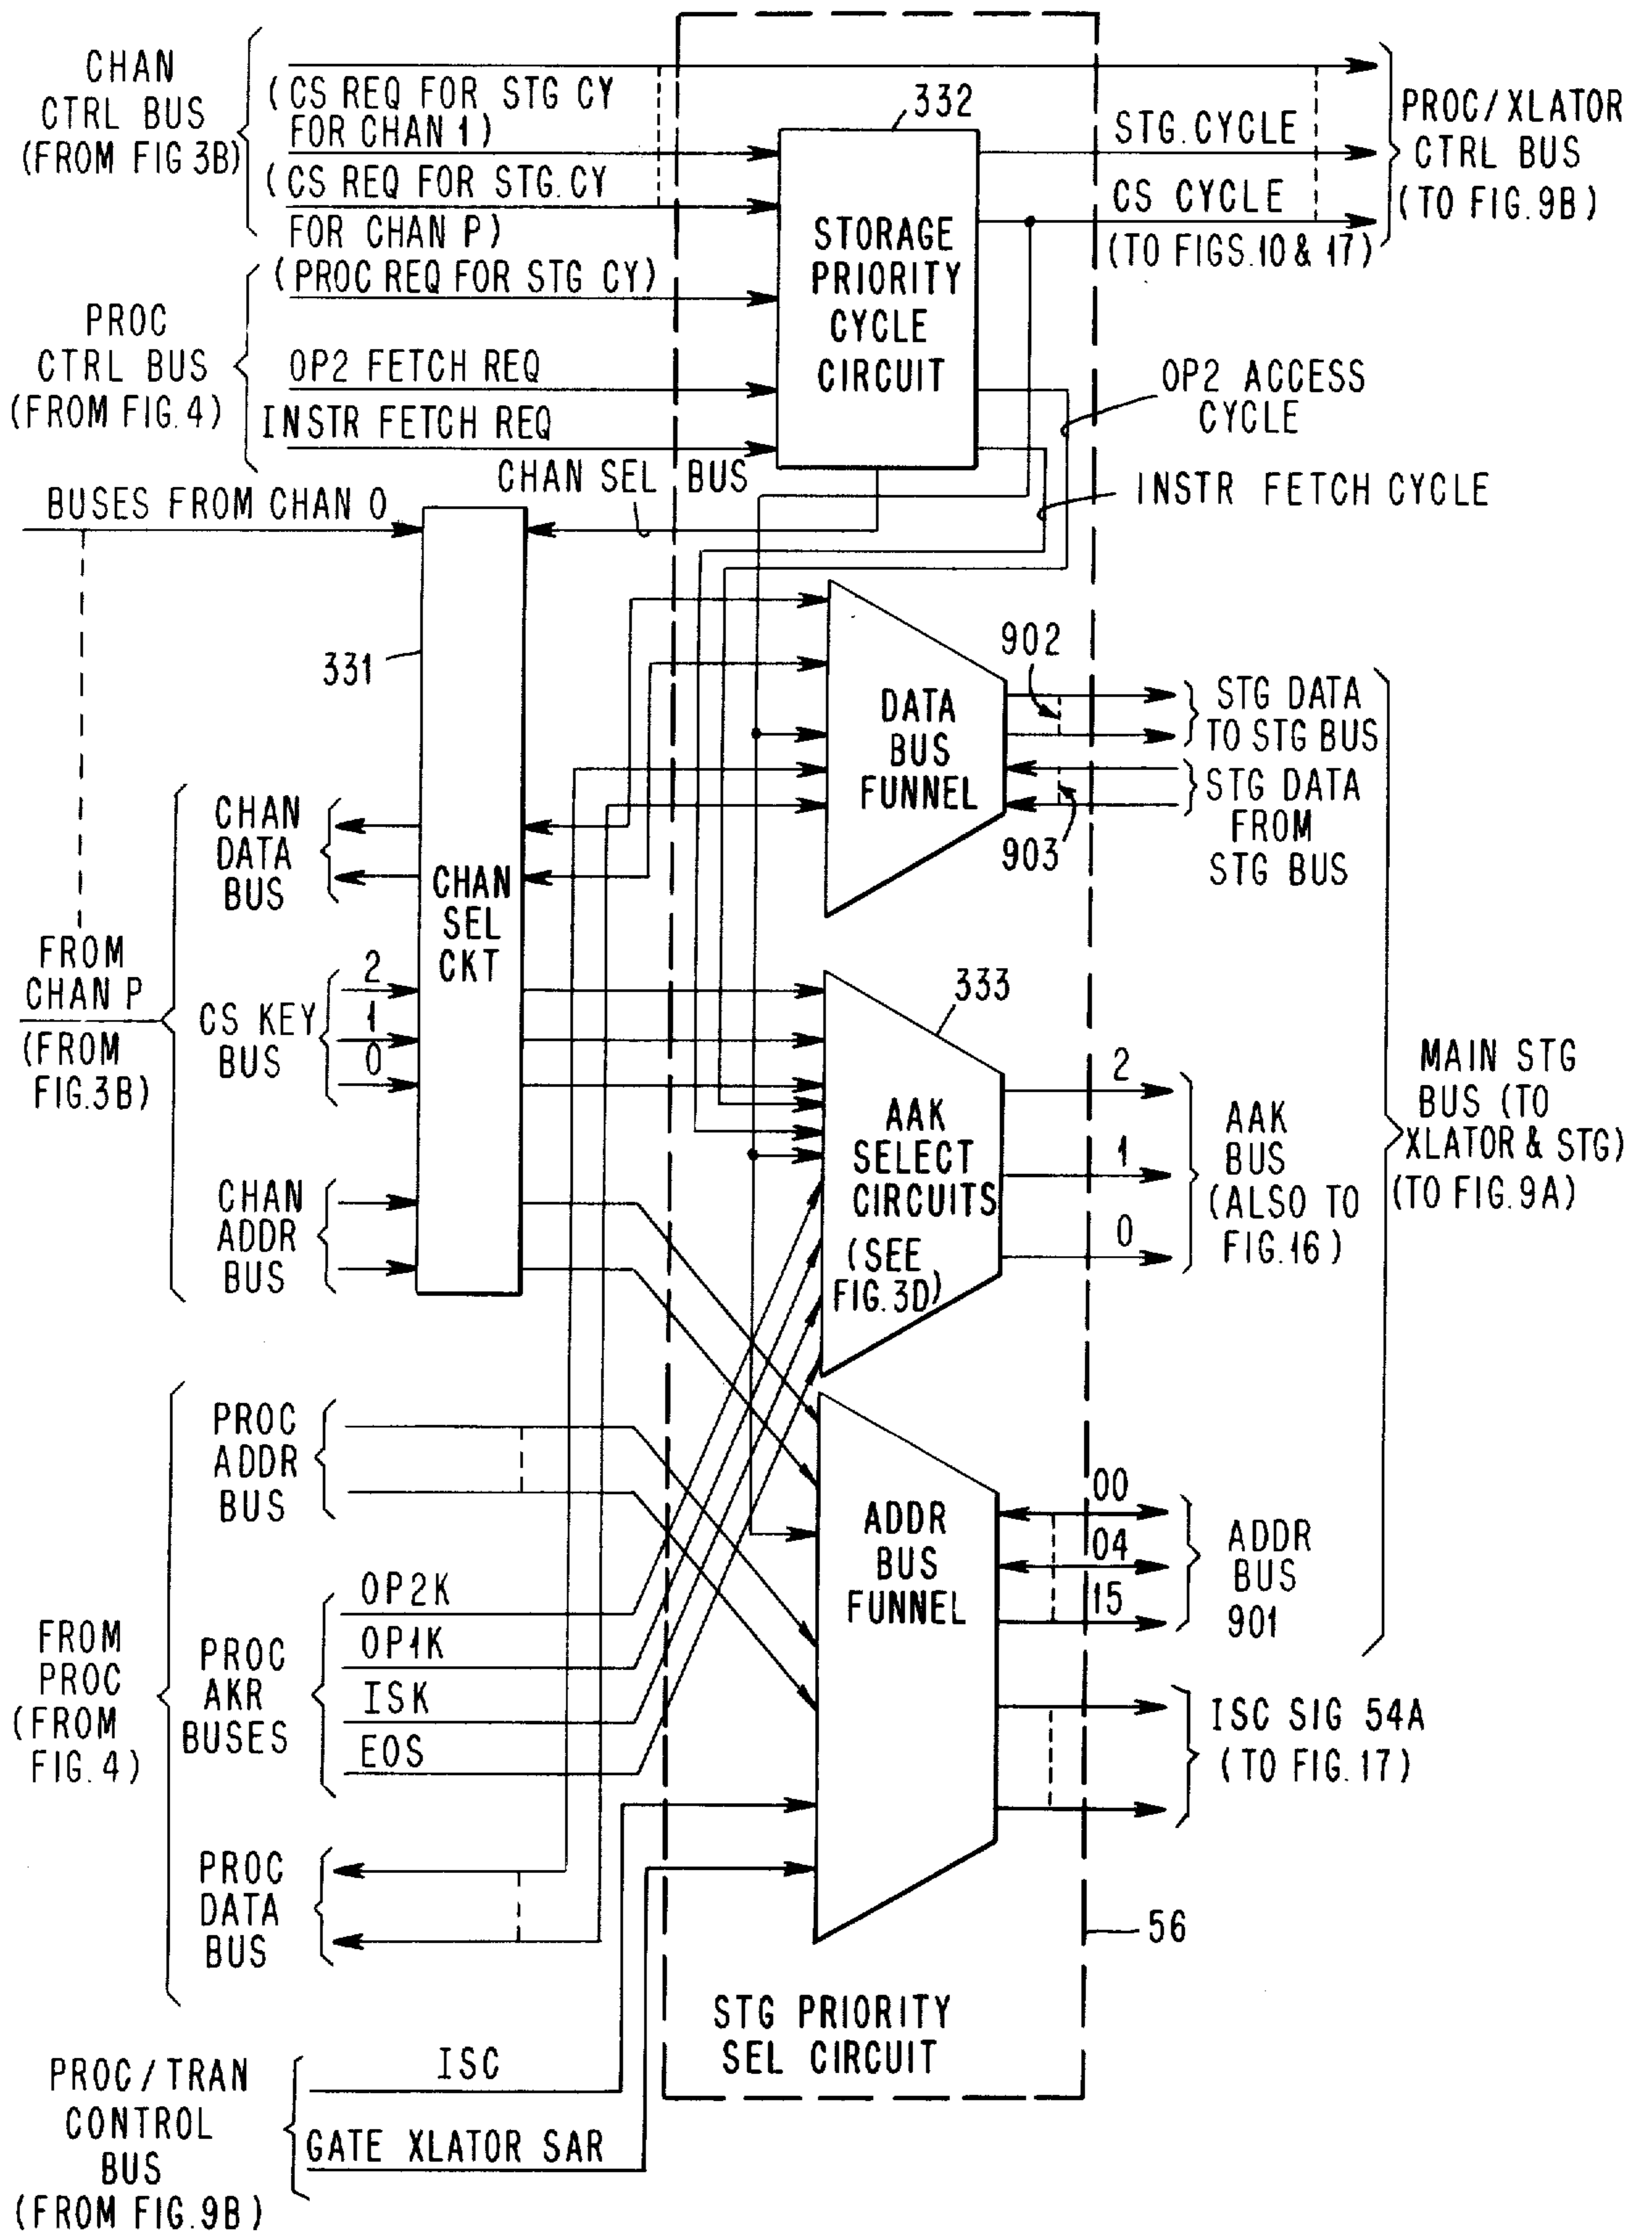 CHAN
CTRL BUS
(FROM FIG 3B)
(CS REQ FOR STG CY
FOR CHAN 1)
(CS REQ FOR STG. CY
FOR CHAN P)
(PROC REQ FOR STG CY)
PROC
CTRL BUS
(FROM FIG. 4)
OP2 FETCH REQ
INSTR FETCH REQ
332
STORAGE
PRIORITY
CYCLE
CIRCUIT
STG. CYCLE
CS CYCLE
(TO FIGS. 10 & 17)
PROC/XLATOR
CTRL BUS
(TO FIG. 9B)
OP2 ACCESS
CYCLE
INSTR FETCH CYCLE
CHAN SEL BUS
BUSES FROM CHAN 0
331
CHAN
SEL
CKT
FROM
CHAN P
(FROM
FIG. 3B)
CHAN
DATA
BUS
CS KEY
BUS
2
1
0
CHAN
ADDR
BUS
DATA
BUS
FUNNEL
902
903
STG DATA
TO STG BUS
STG DATA
FROM
STG BUS
333
AAK
SELECT
CIRCUITS
(SEE
FIG. 3D)
2
1
0
AAK
BUS
(ALSO TO
FIG. 16)
MAIN STG
BUS (TO
XLATOR & STG)
(TO FIG. 9A)
FROM
PROC
(FROM
FIG. 4)
PROC
ADDR
BUS
PROC
AKR
BUSES
OP2K
OP1K
ISK
EOS
PROC
DATA
BUS
ADDR
BUS
FUNNEL
00
04
15
ADDR
BUS
901
ISC SIG 54A
(TO FIG. 17)
56
STG PRIORITY
SEL CIRCUIT
PROC/TRAN
CONTROL
BUS
(FROM FIG. 9B)
ISC
GATE XLATOR SAR